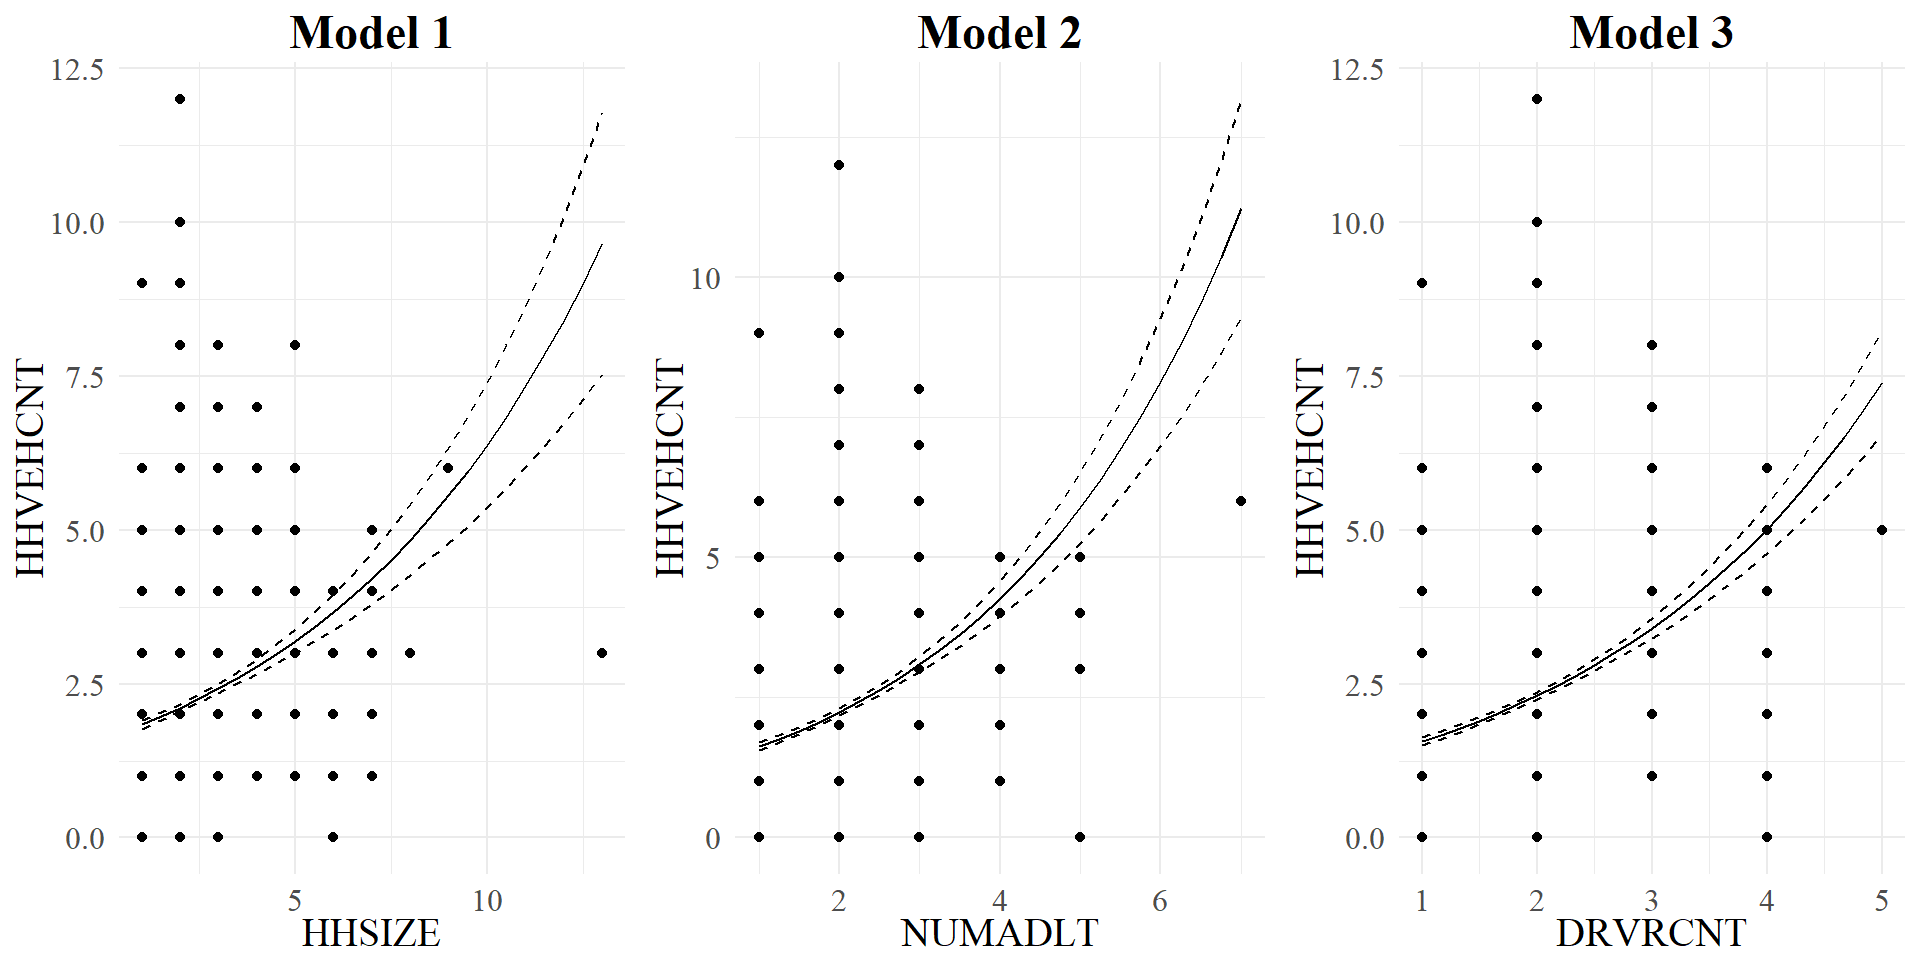 Model 1
12.5
10.0
7.5
5.0
2.5
0.0
HHVEHCNT
5 10
HHSIZE
Model 2
10
5
0
HHVEHCNT
2 4 6
NUMADLT
Model 3
12.5
10.0
7.5
5.0
2.5
0.0
HHVEHCNT
1 2 3 4 5
DRVRCNT